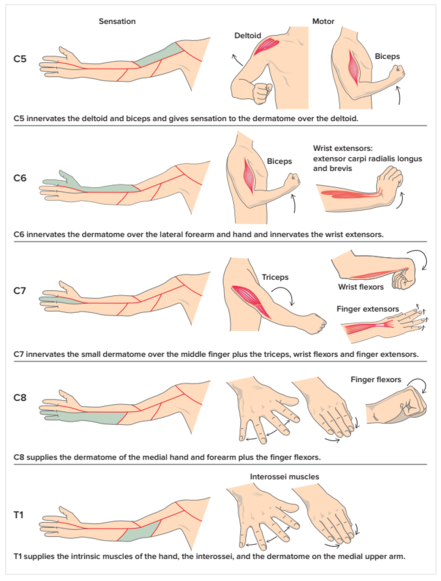 Sensation
Motor
C5
Deltoid
Biceps
C5 innervates the deltoid and biceps and gives sensation to the dermatome over the deltoid.
C6
Biceps
Wrist extensors:
extensor carpi radialis longus
and brevis
C6 innervates the dermatome over the lateral forearm and hand and innervates the wrist extensors.
C7
Triceps
Wrist flexors
Finger extensors
C7 innervates the small dermatome over the middle finger plus the triceps, wrist flexors and finger extensors.
C8
Finger flexors
C8 supplies the dermatome of the medial hand and forearm plus the finger flexors.
T1
Interossei muscles
T1 supplies the intrinsic muscles of the hand, the interossei, and the dermatome on the medial upper arm.